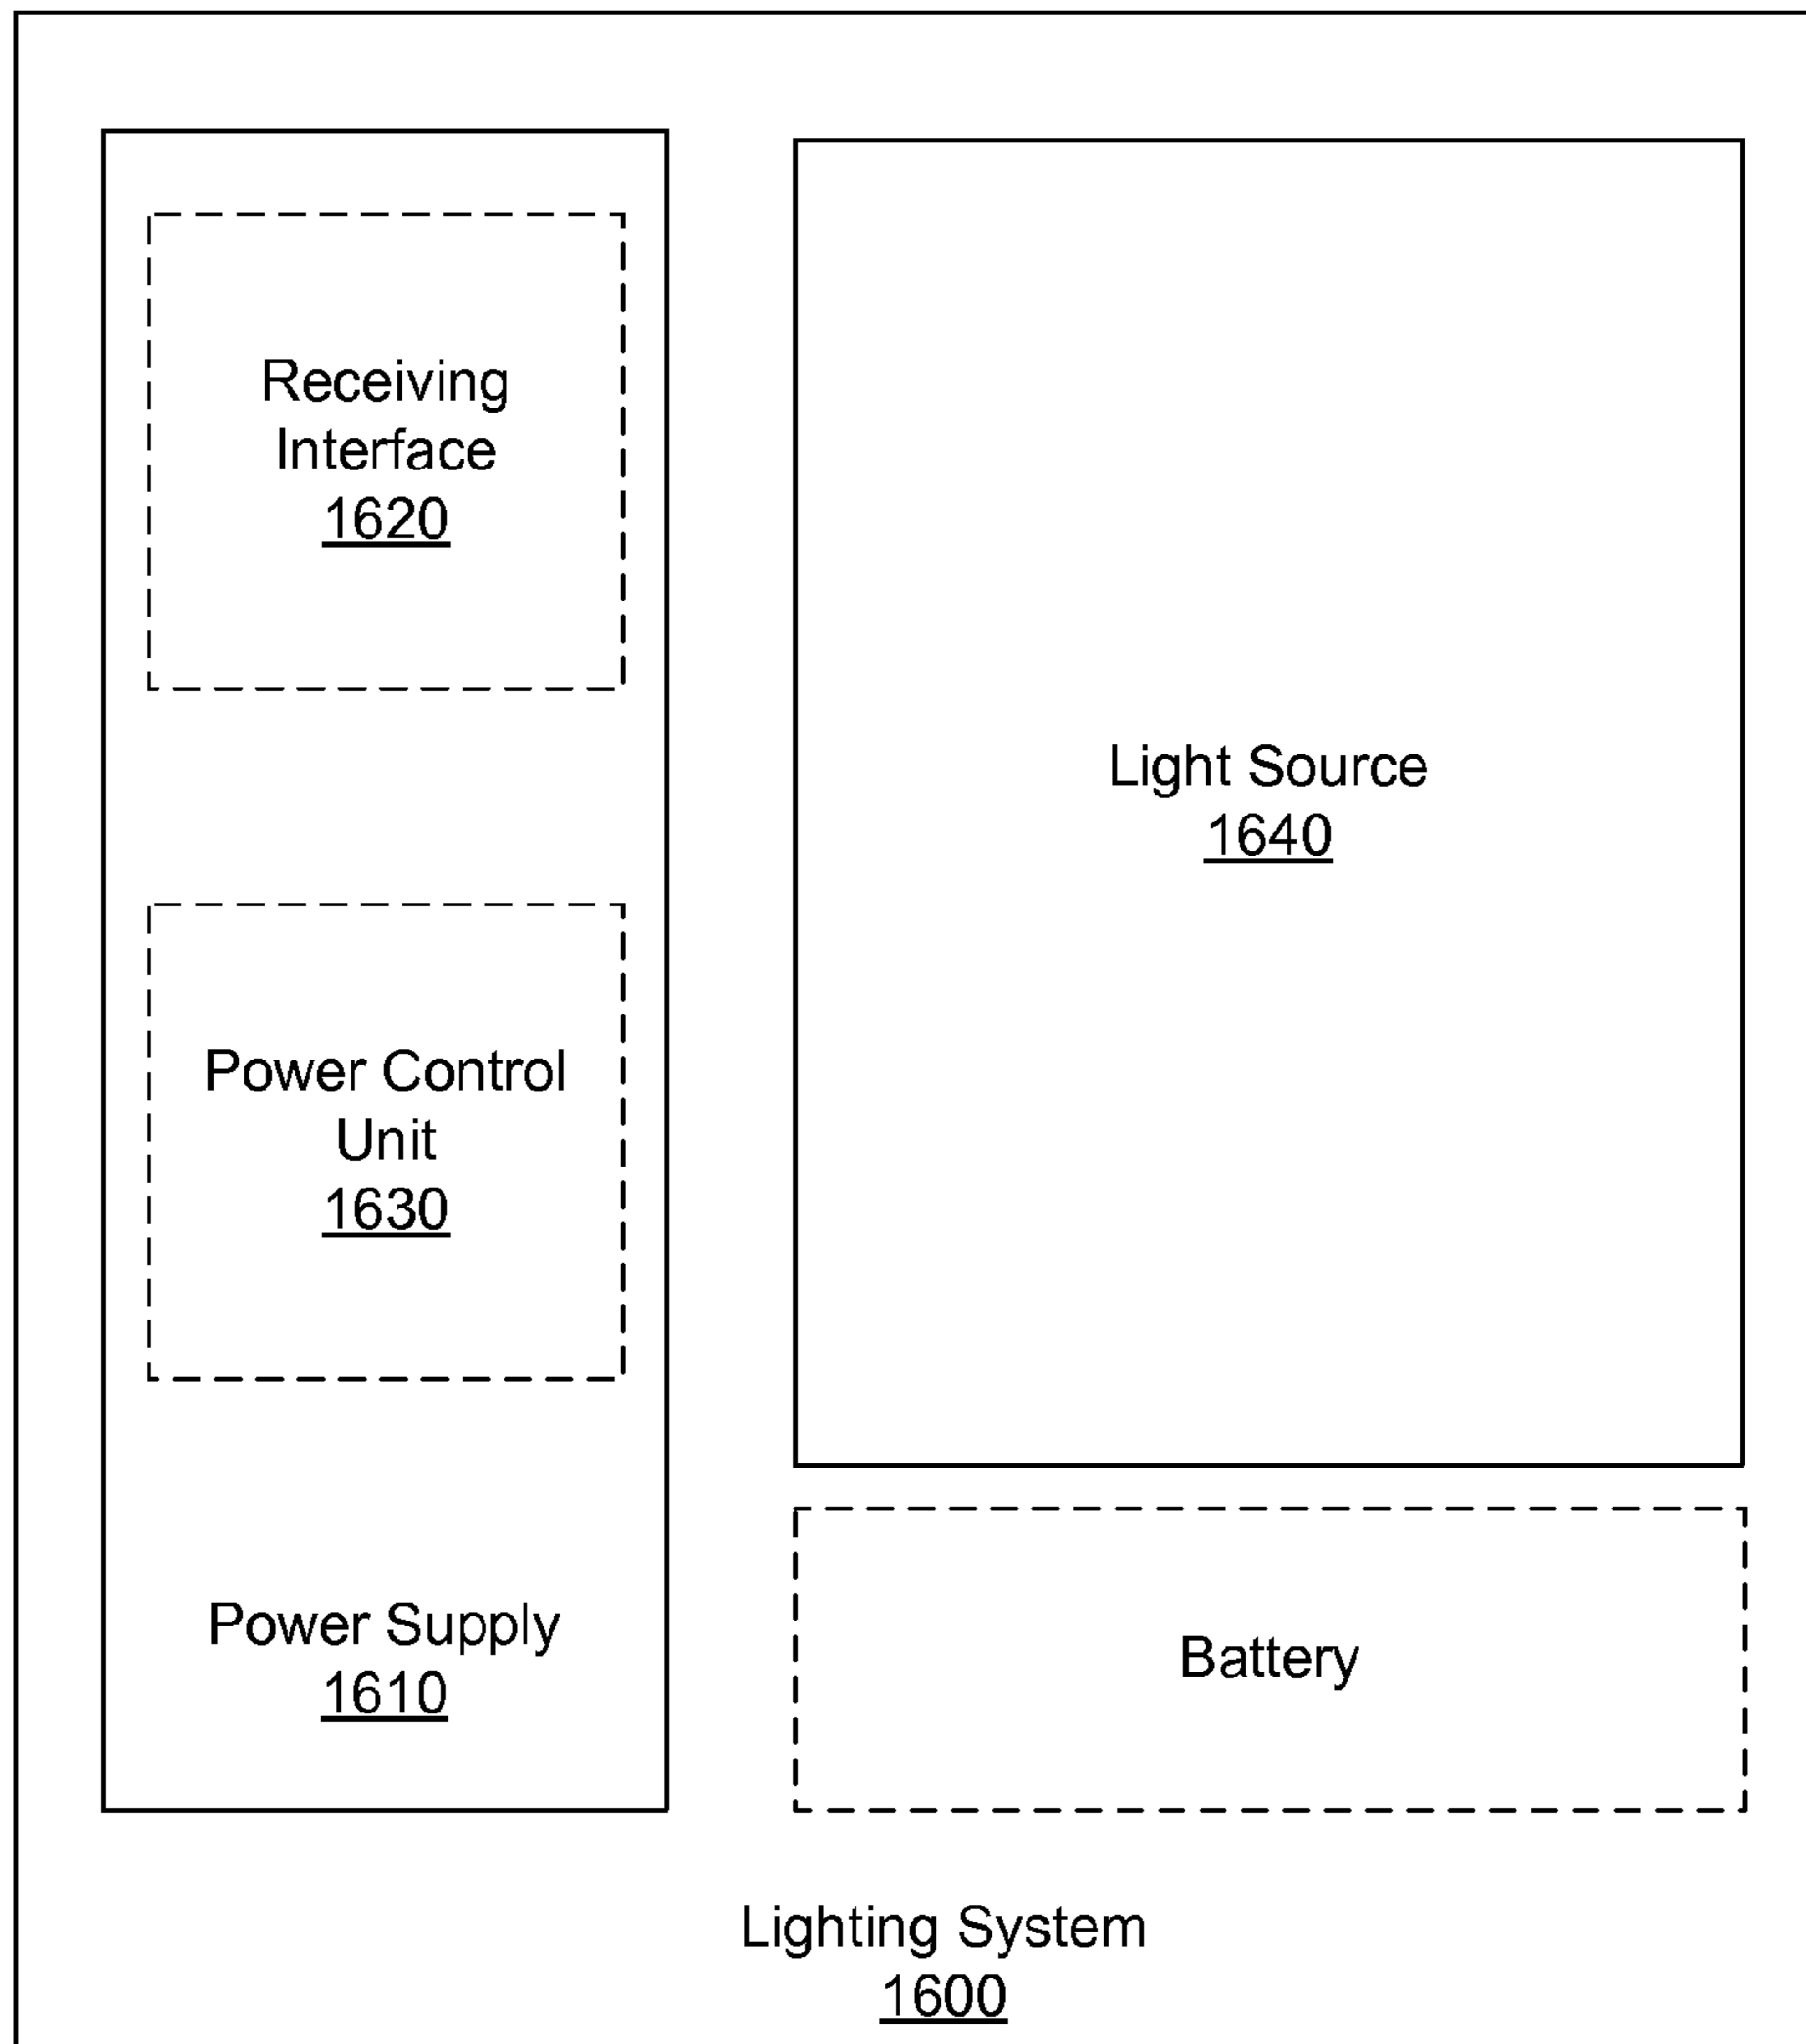 Receiving
Interface
1620
Power Control
Unit
1630
Power Supply
1610
Light Source
1640
Battery
Lighting System
1600